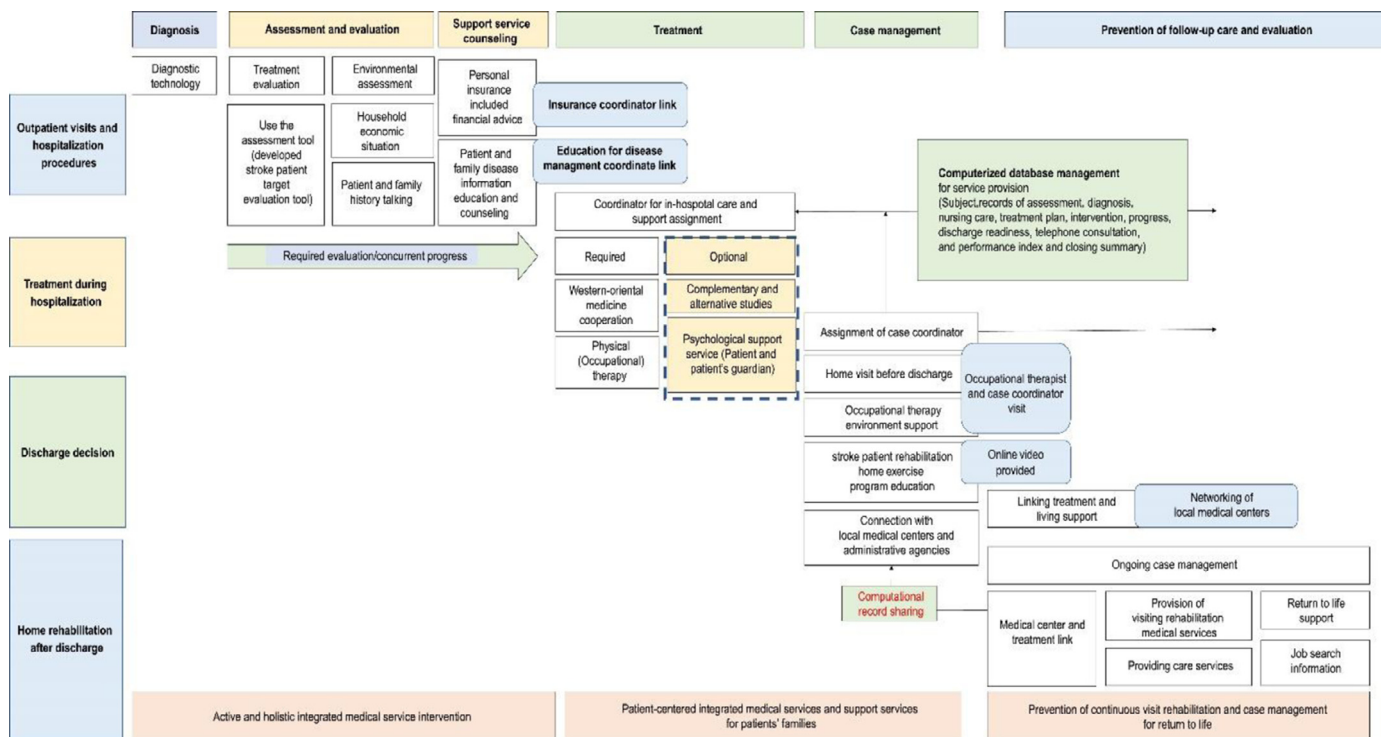 Diagnosis
Assessment and evaluation
Support service
counseling
Treatment
Case management
Prevention of follow-up care and evaluation
Diagnostic
technology
Treatment
evaluation
Environmental
assessment
Personal
insurance
included
financial advice
Insurance coordinator link
Outpatient visits and
hospitalization
procedures
Use the
assessment tool
(developed
stroke patient
target
evaluation tool)
Household
economic
situation
Patient and family
history talking
Patient and
family disease
information
education and
counseling
Education for disease
managment coordinate link
Coordinator for in-hospotal care and
support assignment
Computerized database management
for service provision
(Subject,records of assessment, diagnosis,
nursing care, treatment plan, intervention, progress,
discharge readiness, telephone consultation,
and performance index and closing summary)
Required evaluation/concurrent progress
Treatment during
hospitalization
Required
Optional
Western-oriental
medicine
cooperation
Complementary and
alternative studies
Physical
(Occupational)
therapy
Psychological support
service (Patient and
patient's guardian)
Assignment of case coordinator
Home visit before discharge
Occupational therapist
and case coordinator
visit
Occupational therapy
environment support
Discharge decision
stroke patient rehabilitation
home exercise
program education
Online video
provided
Linking treatment and
living support
Networking of
local medical centers
Connection with
local medical centers and
administrative agencies
Ongoing case management
Home rehabilitation
after discharge
Computational
record sharing
Medical center and
treatment link
Provision of
visiting rehabilitation
medical services
Return to life
support
Providing care services
Job search
information
Active and holistic integrated medical service intervention
Patient-centered integrated medical services and support services
for patients' families
Prevention of continuous visit rehabilitation and case management
for return to life